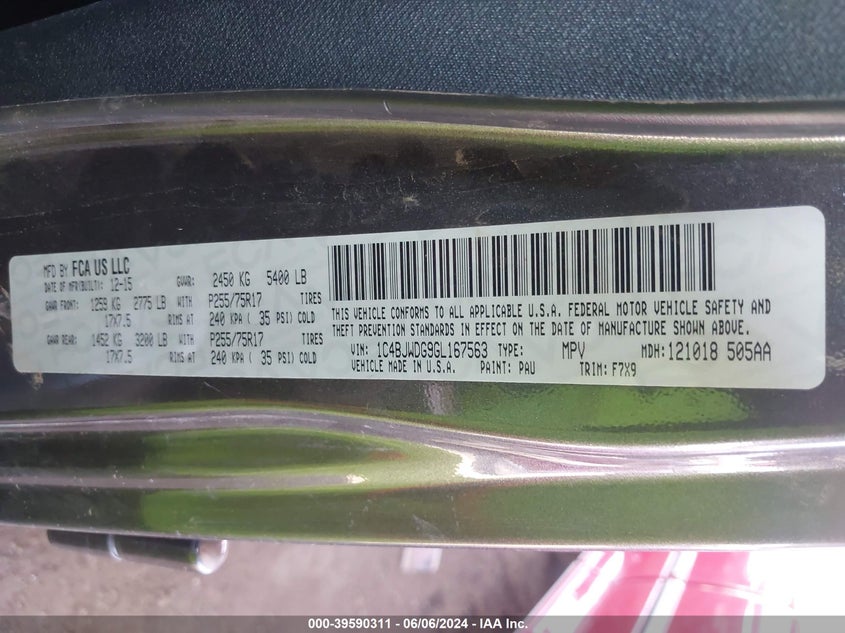 MFD BY FCA US LLC
DATE OF MFR/BUILT: 12-15 GVWR: 2450 KG 5400 LB
GAWR FRONT: 1259 KG 2775 LB WITH P255/75R17 TIRES
17X7.5 RIMS AT 240 KPA ( 35 PSI) COLD
GAWR REAR: 1452 KG 3200 LB WITH P255/75R17 TIRES
17X7.5 RIMS AT 240 KPA ( 35 PSI) COLD
THIS VEHICLE CONFORMS TO ALL APPLICABLE U.S.A. FEDERAL MOTOR VEHICLE SAFETY AND
THEFT PREVENTION STANDARDS IN EFFECT ON THE DATE OF MANUFACTURE SHOWN ABOVE.
VIN: 1C4BJWDG9GL167563 TYPE: MPV MDH: 121018 505AA
VEHICLE MADE IN U.S.A. PAINT: PAU TRIM: F7X9
000-39590311 - 06/06/2024 - IAA Inc.